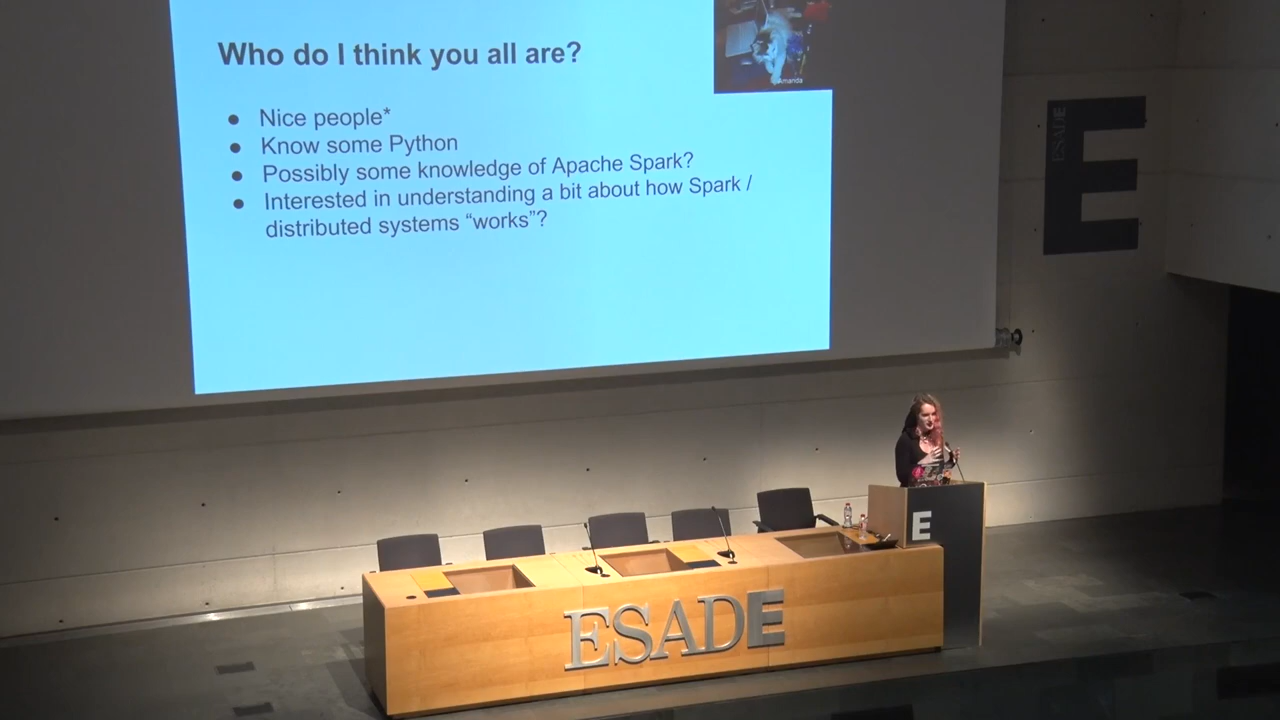 Who do I think you all are?
Amanda
● Nice people*
● Know some Python
● Possibly some knowledge of Apache Spark?
● Interested in understanding a bit about how Spark /
distributed systems “works”?
ESADE
E
E
ESADE